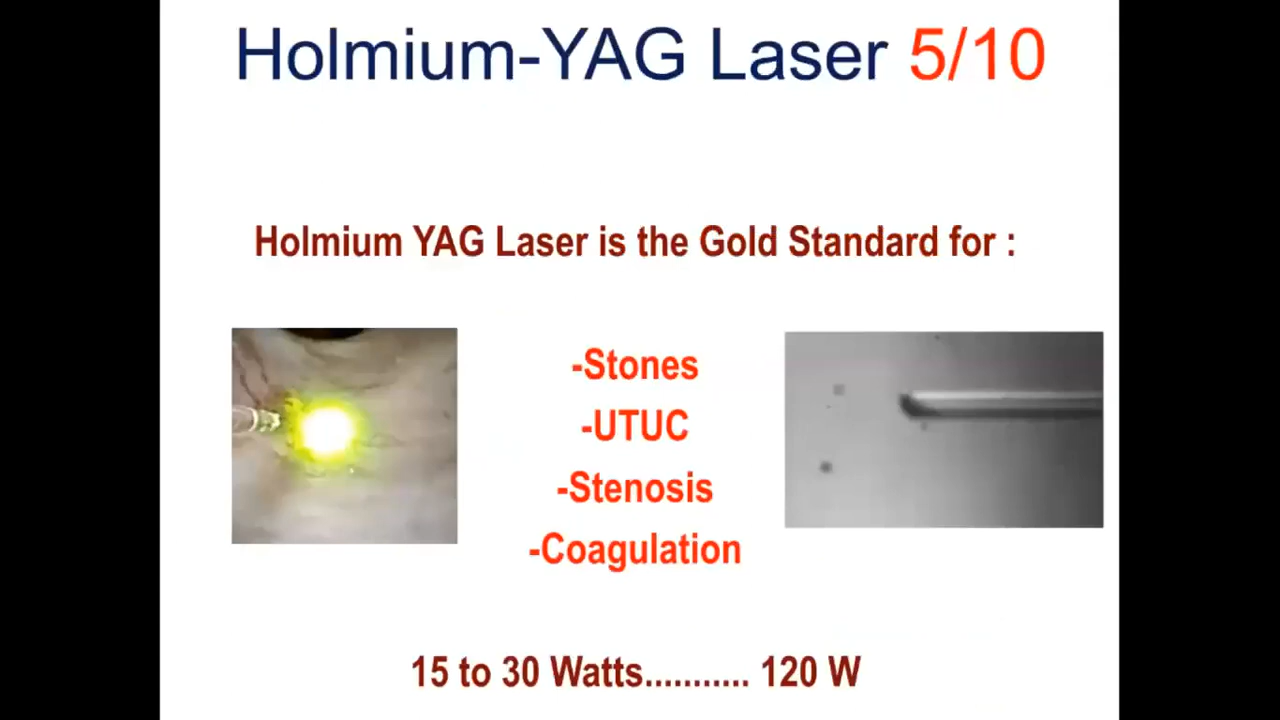 Holmium-YAG Laser 5/10
Holmium YAG Laser is the Gold Standard for :
-Stones
-UTUC
-Stenosis
-Coagulation
15 to 30 Watts........... 120 W